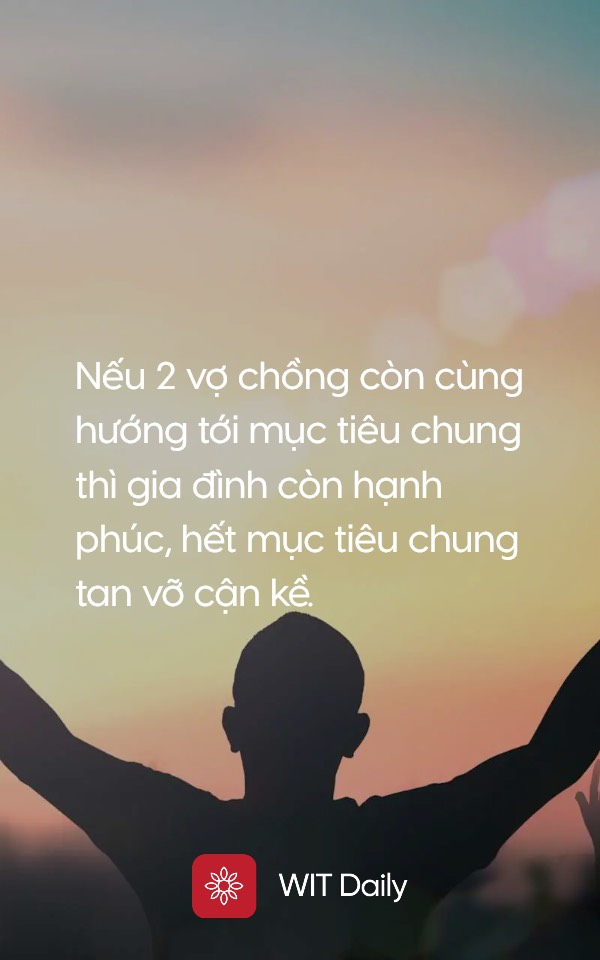 Nếu 2 vợ chồng còn cùng
hướng tới mục tiêu chung
thì gia đình còn hạnh
phúc, hết mục tiêu chung
tan vỡ cận kề.
WIT Daily